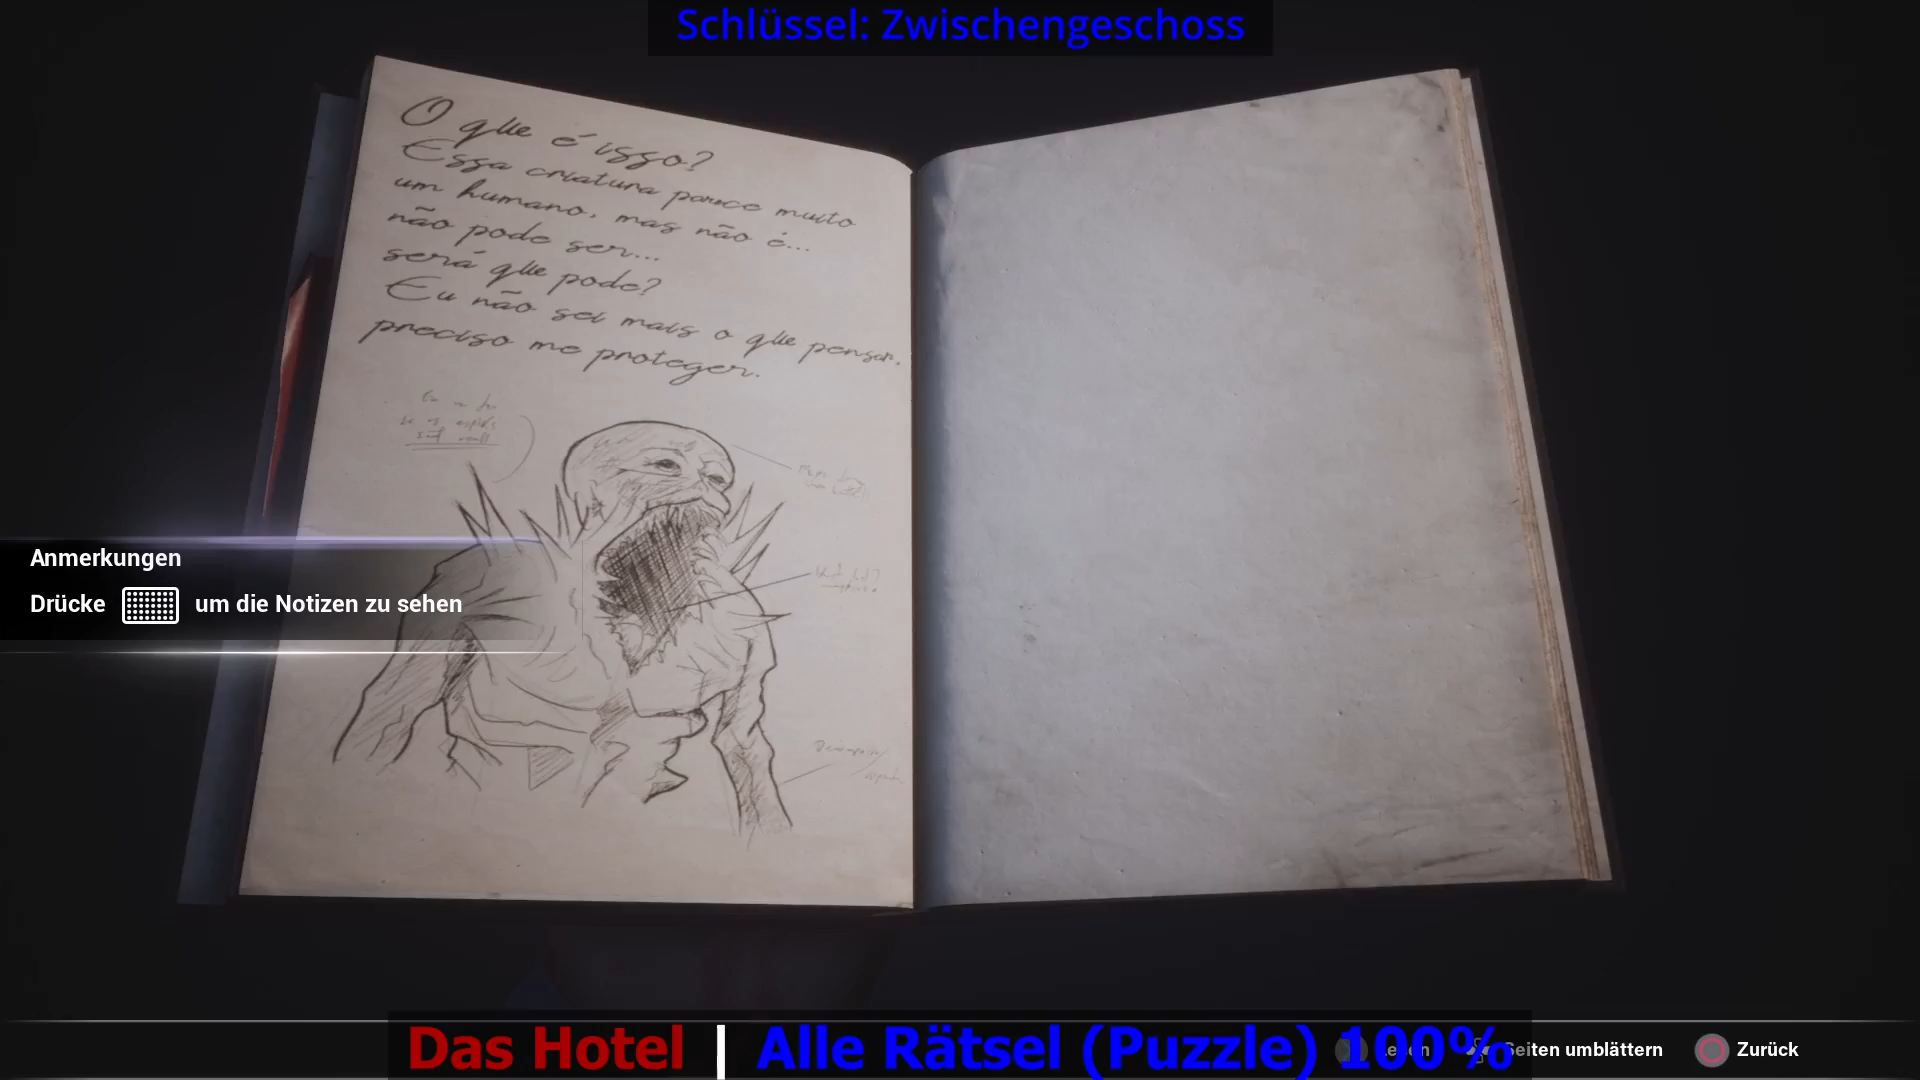 Schlüssel: Zwischengeschoss
O que é isso?
Essa criatura parece muito
um humano, mas não é...
não pode ser...
será que pode?
Eu não sei mais o que pensar,
preciso me proteger.
Anmerkungen
Drücke um die Notizen zu sehen
Das Hotel | Alle Rätsel (Puzzle) 100%
Seiten umblättern
Zurück